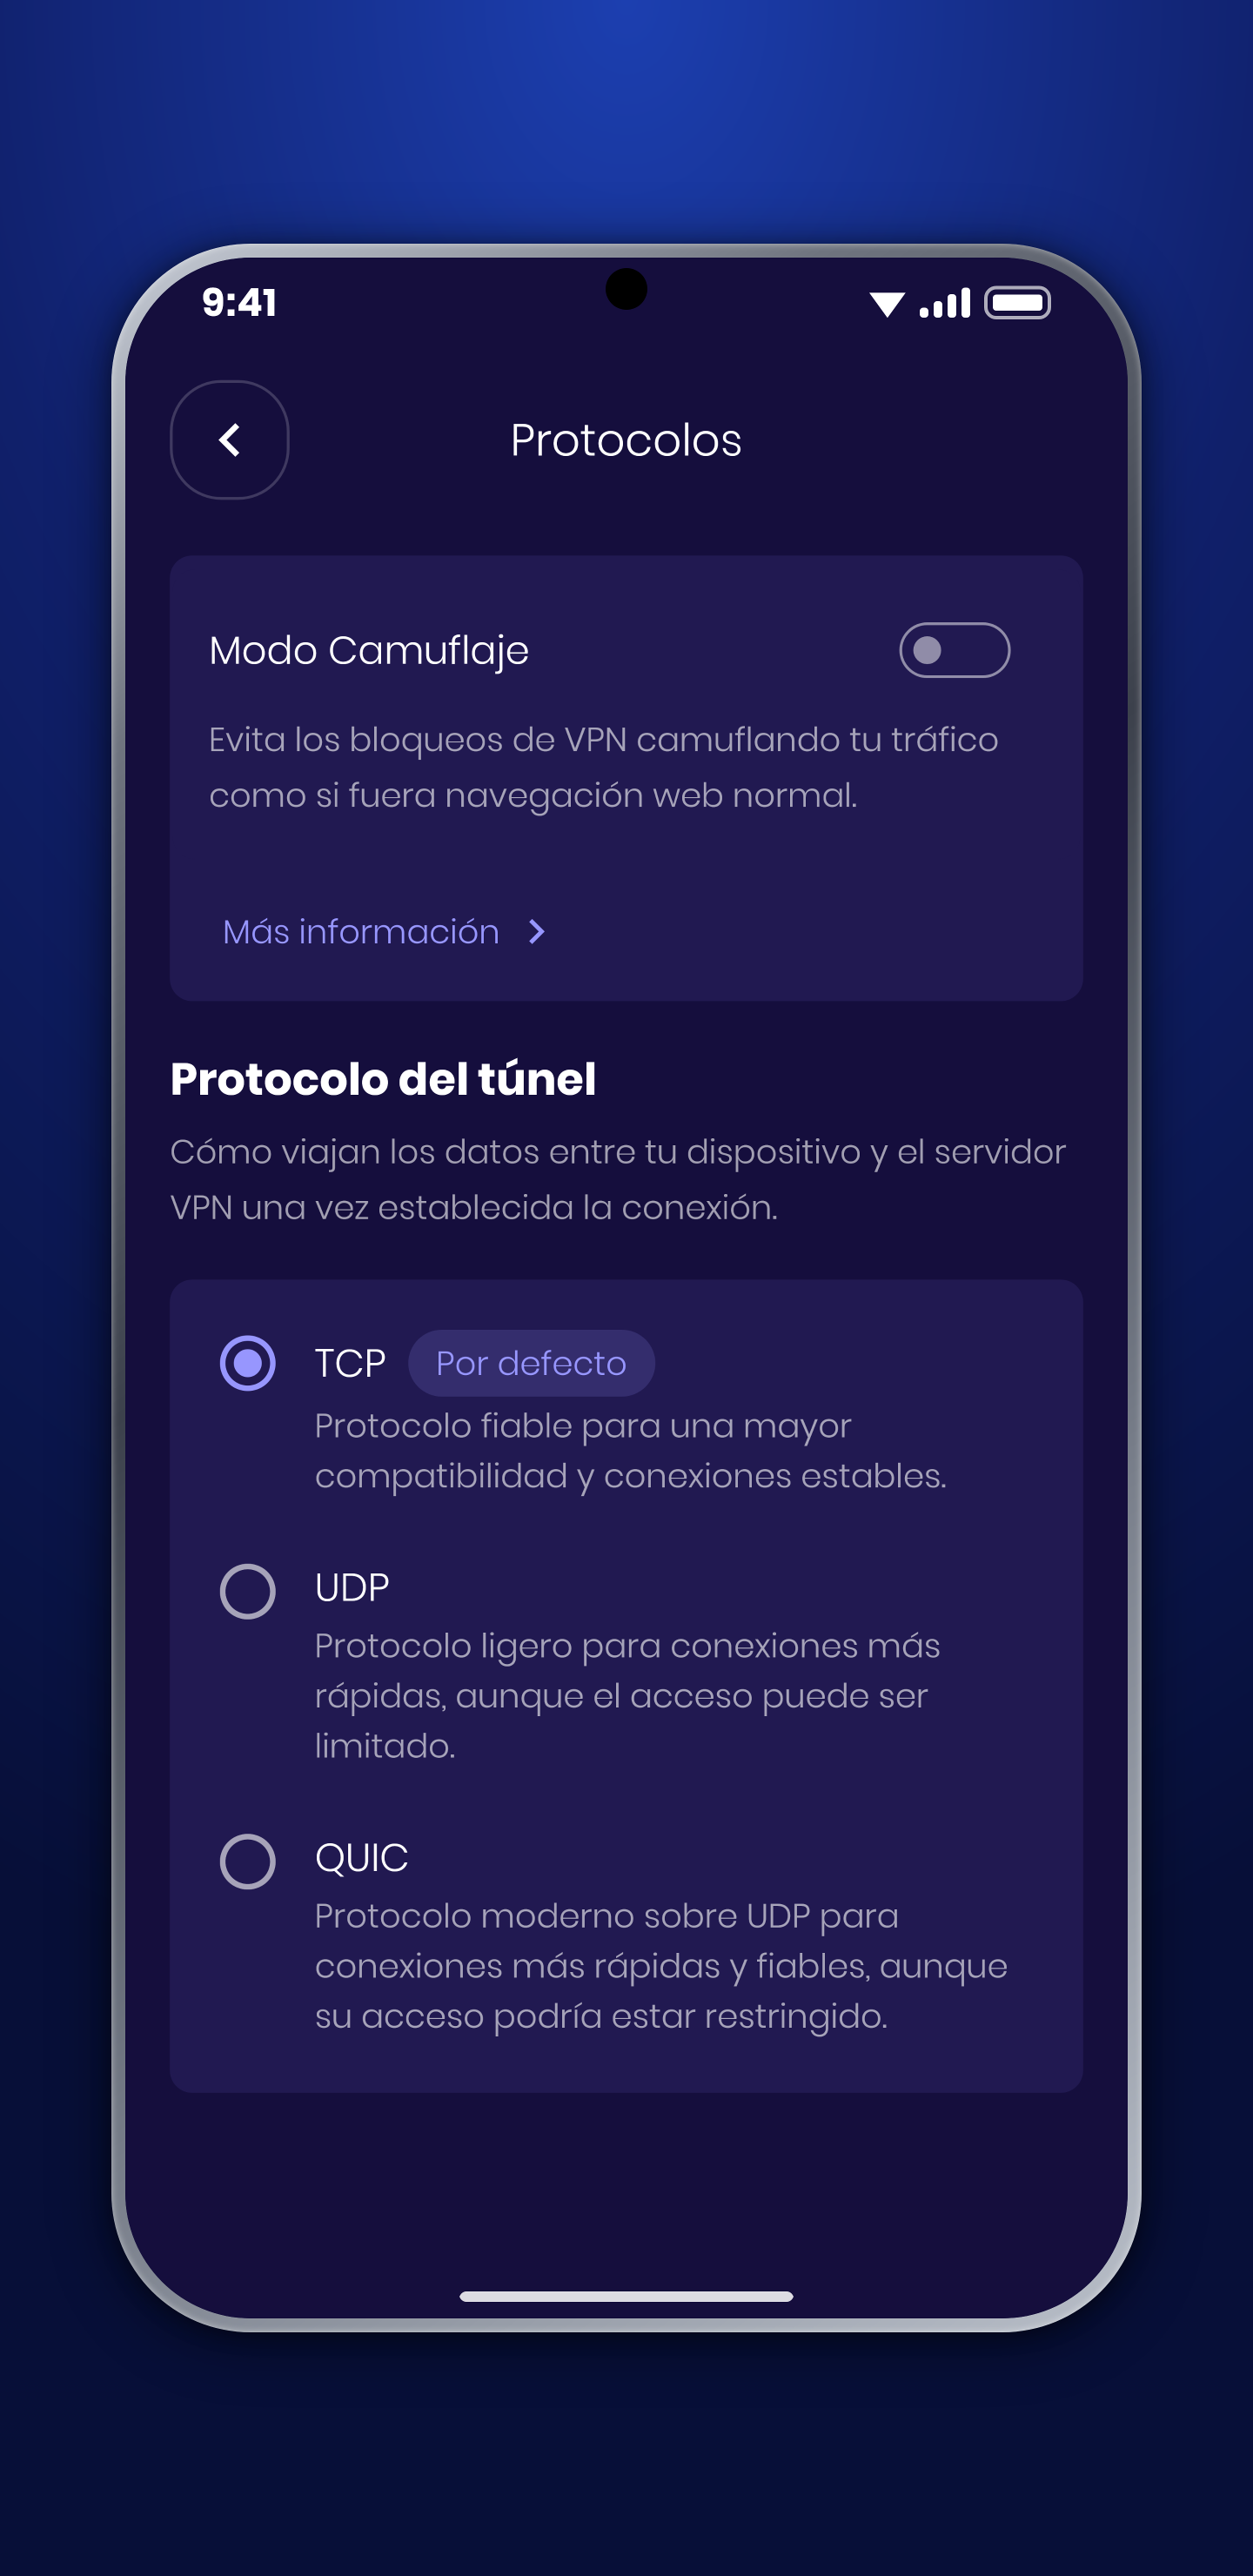 9:41
Protocolos
Modo Camuflaje
Evita los bloqueos de VPN camuflando tu tráfico
como si fuera navegación web normal.
Más información
Protocolo del túnel
Cómo viajan los datos entre tu dispositivo y el servidor
VPN una vez establecida la conexión.
TCP Por defecto
Protocolo fiable para una mayor
compatibilidad y conexiones estables.
UDP
Protocolo ligero para conexiones más
rápidas, aunque el acceso puede ser
limitado.
QUIC
Protocolo moderno sobre UDP para
conexiones más rápidas y fiables, aunque
su acceso podría estar restringido.